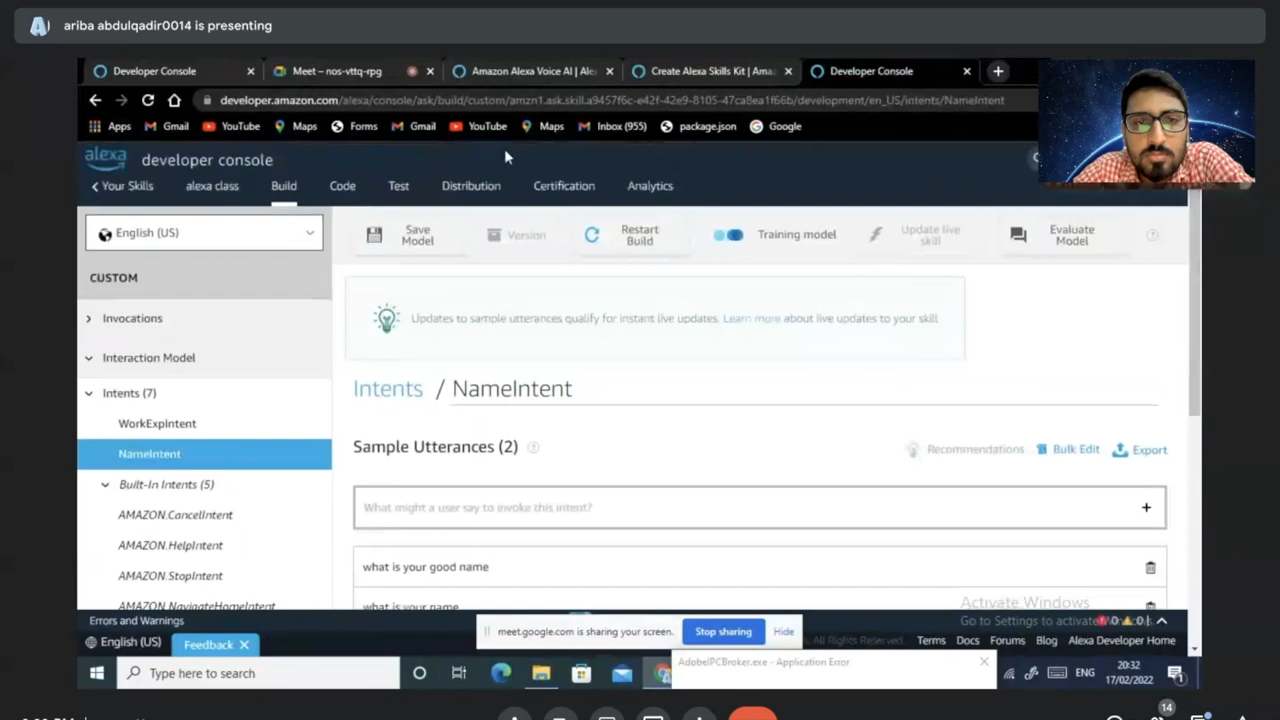 ariba abdulqadir0014 is presenting
Developer Console
Meet – nos-vttq-rpg
Amazon Alexa Voice AI | Ale
Create Alexa Skills Kit | Ama
Developer Console
developer.amazon.com/alexa/console/ask/build/custom/amzn1.ask.skill.a9457f6c-e42f-42e9-8105-47ca8ea1f66b/development/en_US/intents/NameIntent
Apps Gmail YouTube Maps Forms Gmail YouTube Maps Inbox (955) package.json Google
alexa developer console
Your Skills alexa class Build Code Test Distribution Certification Analytics
English (US)
Save Model
Version
Restart Build
Training model
Update live skill
Evaluate Model
CUSTOM
Invocations
Interaction Model
Intents (7)
WorkExpIntent
NameIntent
Built-In Intents (5)
AMAZON.CancelIntent
AMAZON.HelpIntent
AMAZON.StopIntent
AMAZON.NavigateHomeIntent
Updates to sample utterances qualify for instant live updates. Learn more about live updates to your skill
Intents / NameIntent
Sample Utterances (2)
Recommendations Bulk Edit Export
What might a user say to invoke this intent?
what is your good name
what is your name
Activate Windows
Go to Settings to activate
Errors and Warnings
English (US)
Feedback
meet.google.com is sharing your screen. Stop sharing Hide
All Rights Reserved. Terms Docs Forums Blog Alexa Developer Home
AdobeIPCBroker.exe - Application Error
Type here to search
ENG
20:32
17/02/2022
1
14